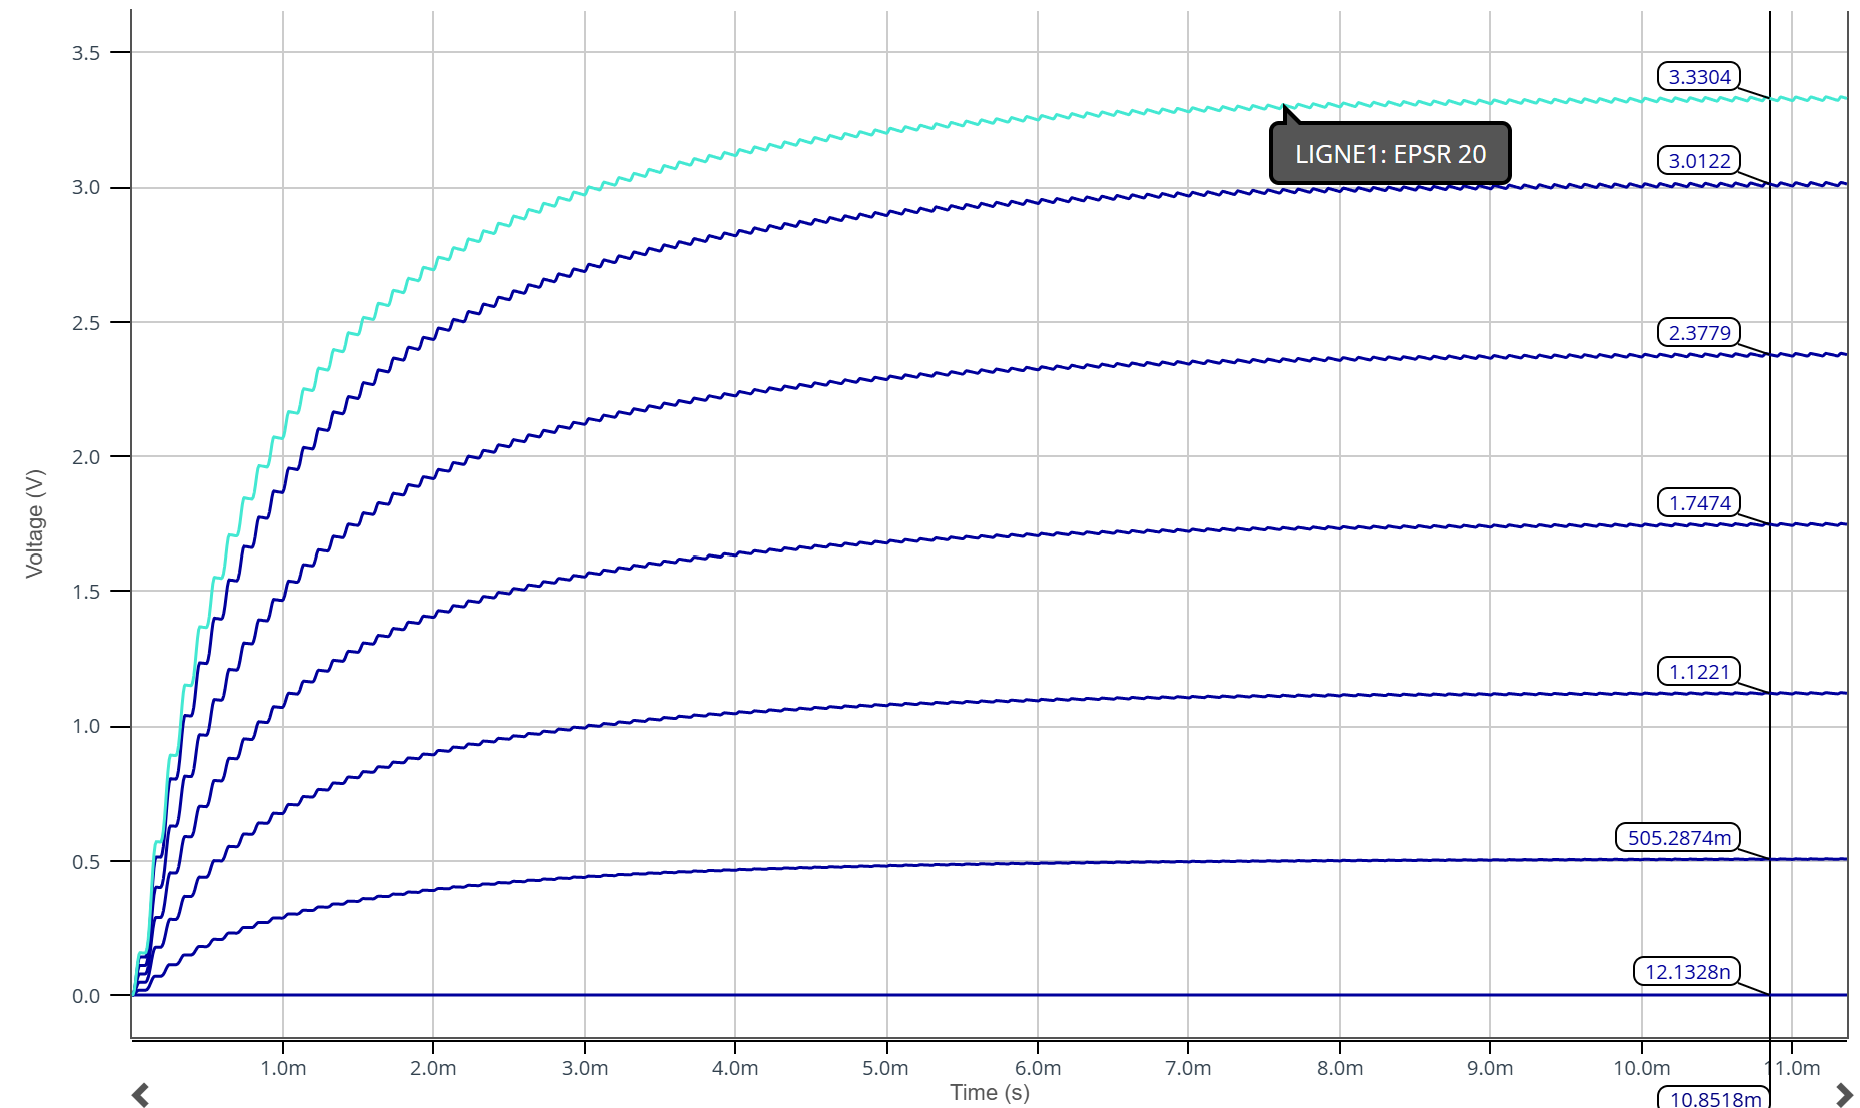 3.5
3.3304
LIGNE1: EPSR 20
3.0122
3.0
2.5
2.3779
2.0
1.7474
1.5
1.1221
1.0
505.2874m
0.5
12.1328n
0.0
Voltage (V)
1.0m 2.0m 3.0m 4.0m 5.0m 6.0m 7.0m 8.0m 9.0m 10.0m 11.0m
Time (s)
10.8518m